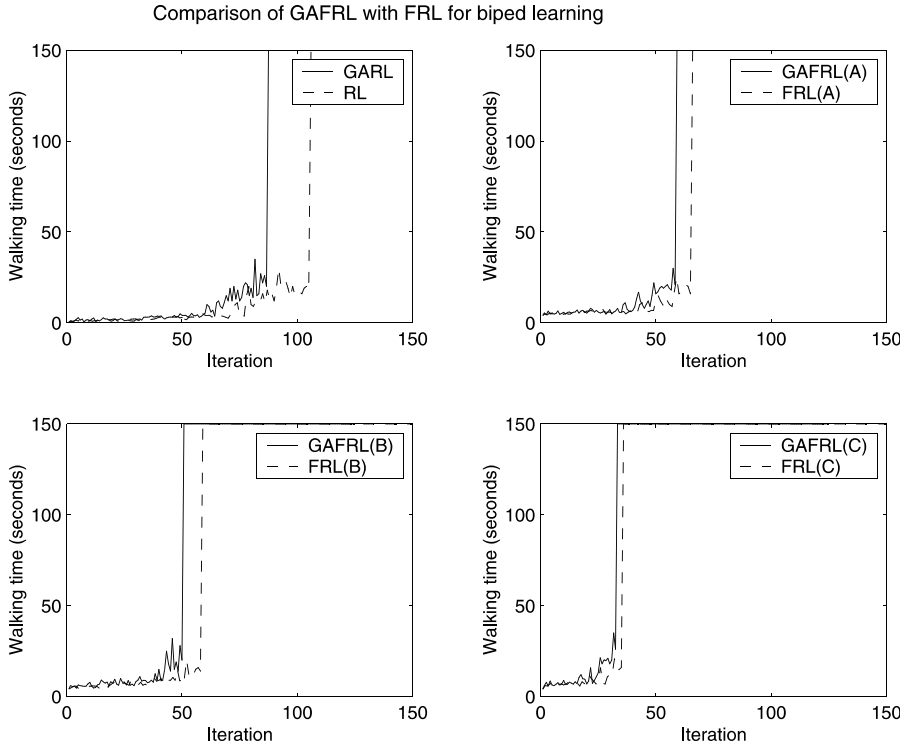 Comparison of GAFRL with FRL for biped learning
150
100
50
0
Walking time (seconds)
GARL
RL
0 50 100 150
Iteration
150
100
50
0
Walking time (seconds)
GAFRL(A)
FRL(A)
0 50 100 150
Iteration
150
100
50
0
Walking time (seconds)
GAFRL(B)
FRL(B)
0 50 100 150
Iteration
150
100
50
0
Walking time (seconds)
GAFRL(C)
FRL(C)
0 50 100 150
Iteration